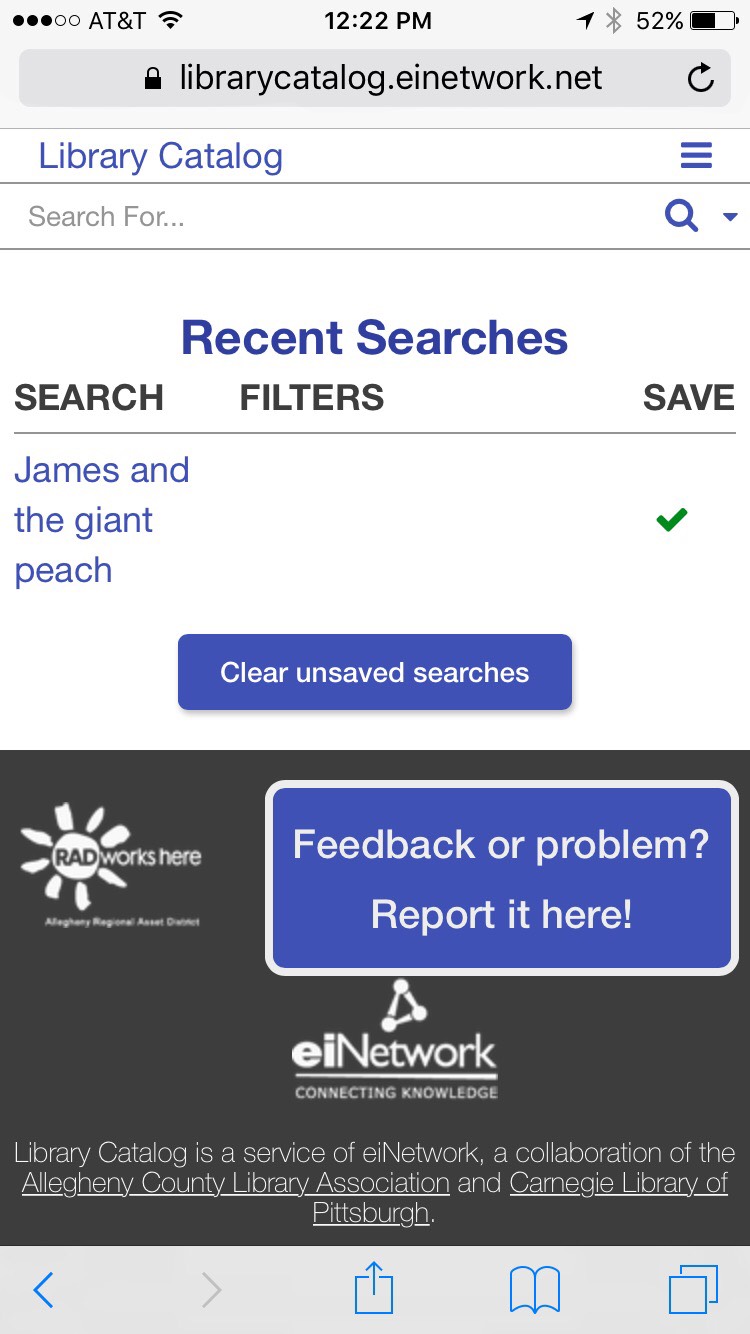 AT&T 12:22 PM 52%
librarycatalog.einetwork.net
Library Catalog
Search For...
Recent Searches
SEARCH FILTERS SAVE
James and
the giant
peach
Clear unsaved searches
RAD works here
Allegheny Regional Asset District
Feedback or problem?
Report it here!
eiNetwork
CONNECTING KNOWLEDGE
Library Catalog is a service of eiNetwork, a collaboration of the
Allegheny County Library Association and Carnegie Library of
Pittsburgh.